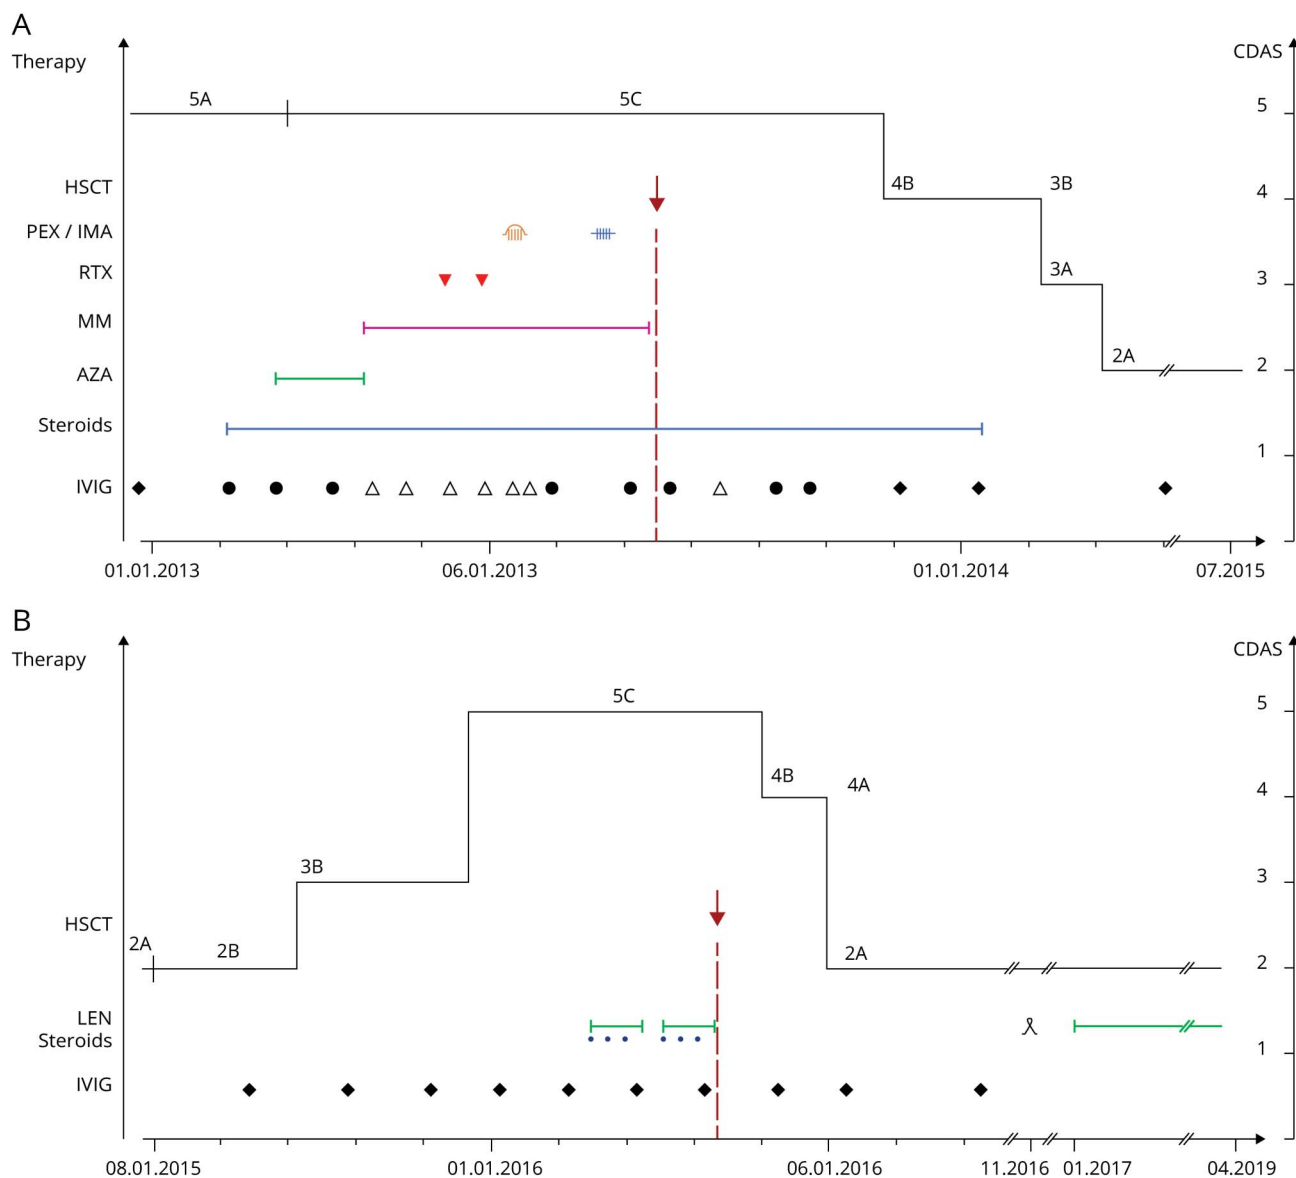 A
Therapy
CDAS
5A
5C
5
HSCT
4B
3B
4
PEX / IMA
RTX
3A
3
MM
2A
2
AZA
Steroids
1
IVIG
01.01.2013
06.01.2013
01.01.2014
07.2015
B
Therapy
CDAS
5C
5
4B
4A
4
3B
3
HSCT
2A
2B
2A
2
LEN
Steroids
1
IVIG
08.01.2015
01.01.2016
06.01.2016
11.2016
01.2017
04.2019